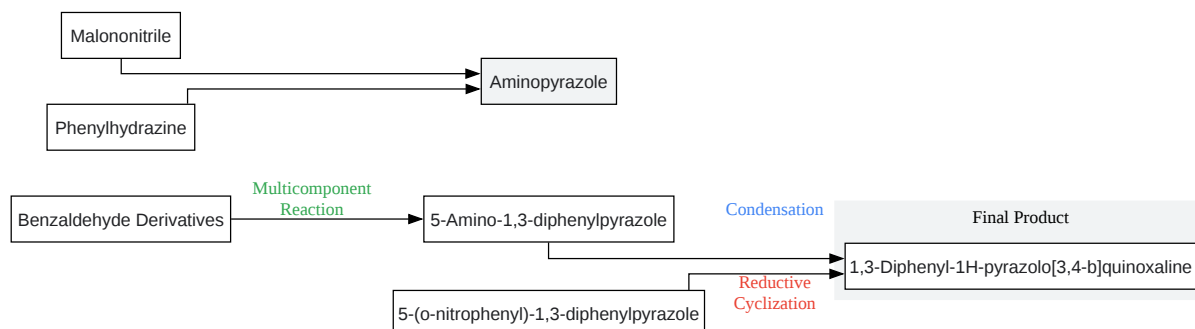 Malononitrile
Aminopyrazole
Phenylhydrazine
Multicomponent
Reaction
Benzaldehyde Derivatives
5-Amino-1,3-diphenylpyrazole
Condensation
Final Product
1,3-Diphenyl-1H-pyrazolo[3,4-b]quinoxaline
Reductive
Cyclization
5-(o-nitrophenyl)-1,3-diphenylpyrazole